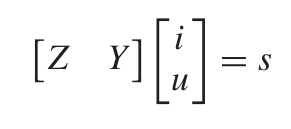 [Z Y] [i u] = s